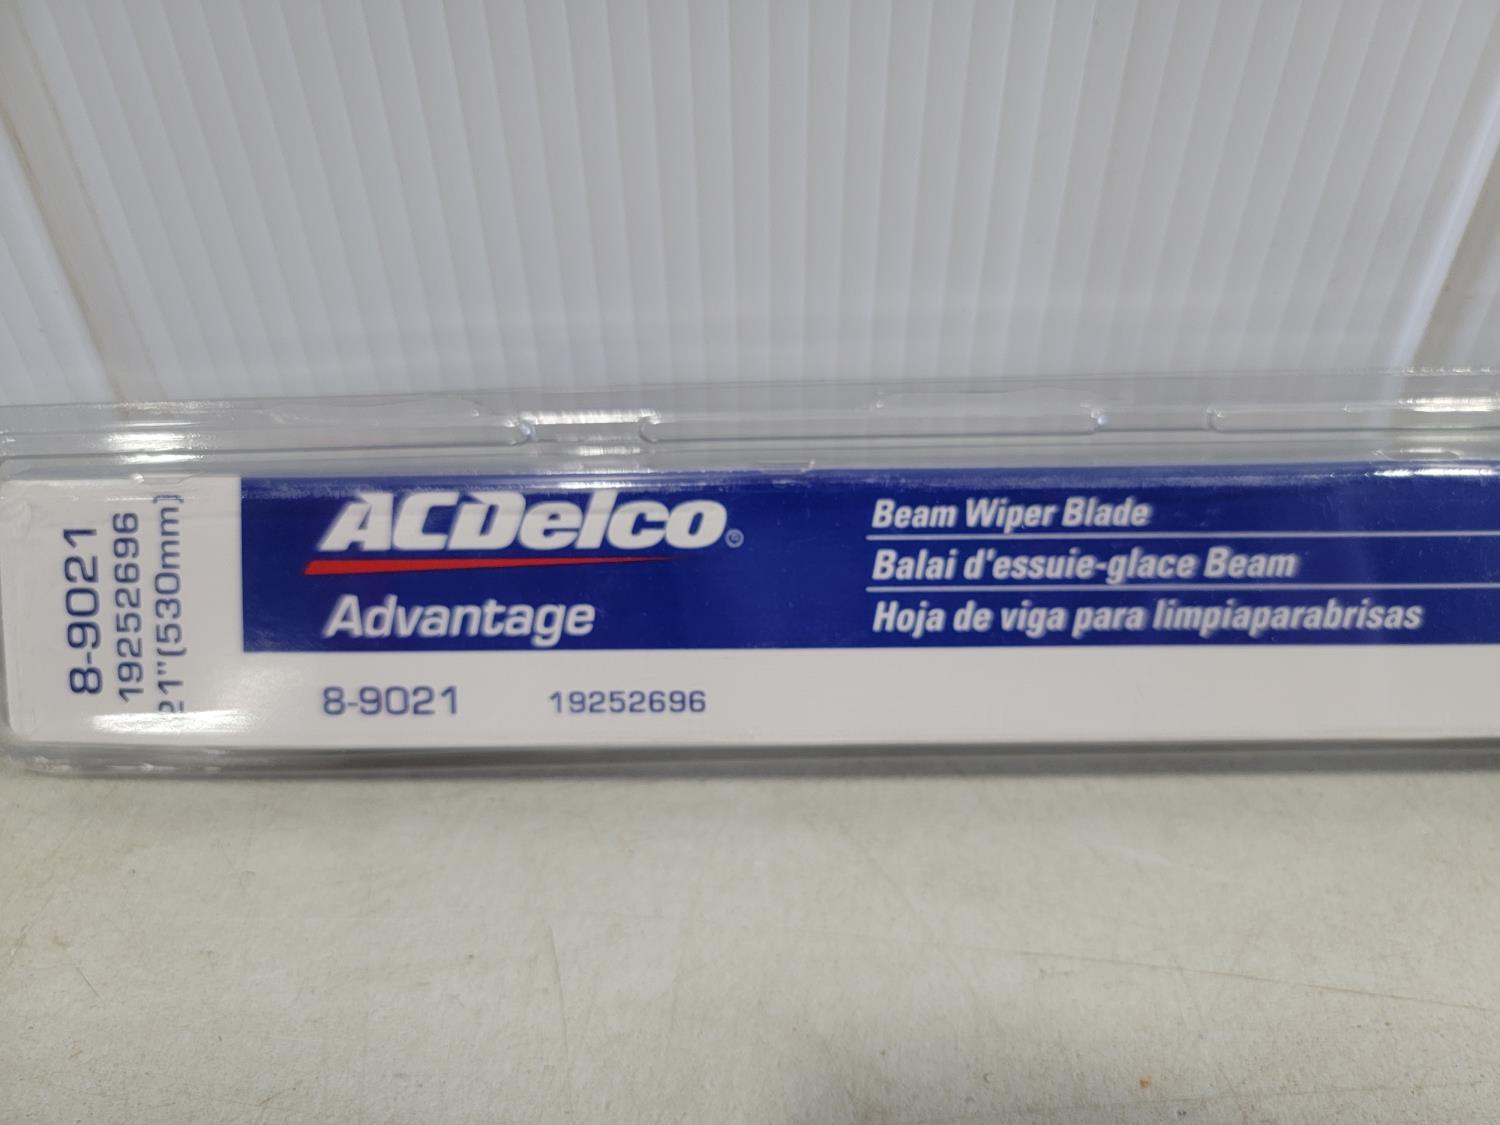 8-9021
19252696
21"(530mm)
ACDelco®
Advantage
Beam Wiper Blade
Balai d'essuie-glace Beam
Hoja de viga para limpiaparabrisas
8-9021 19252696